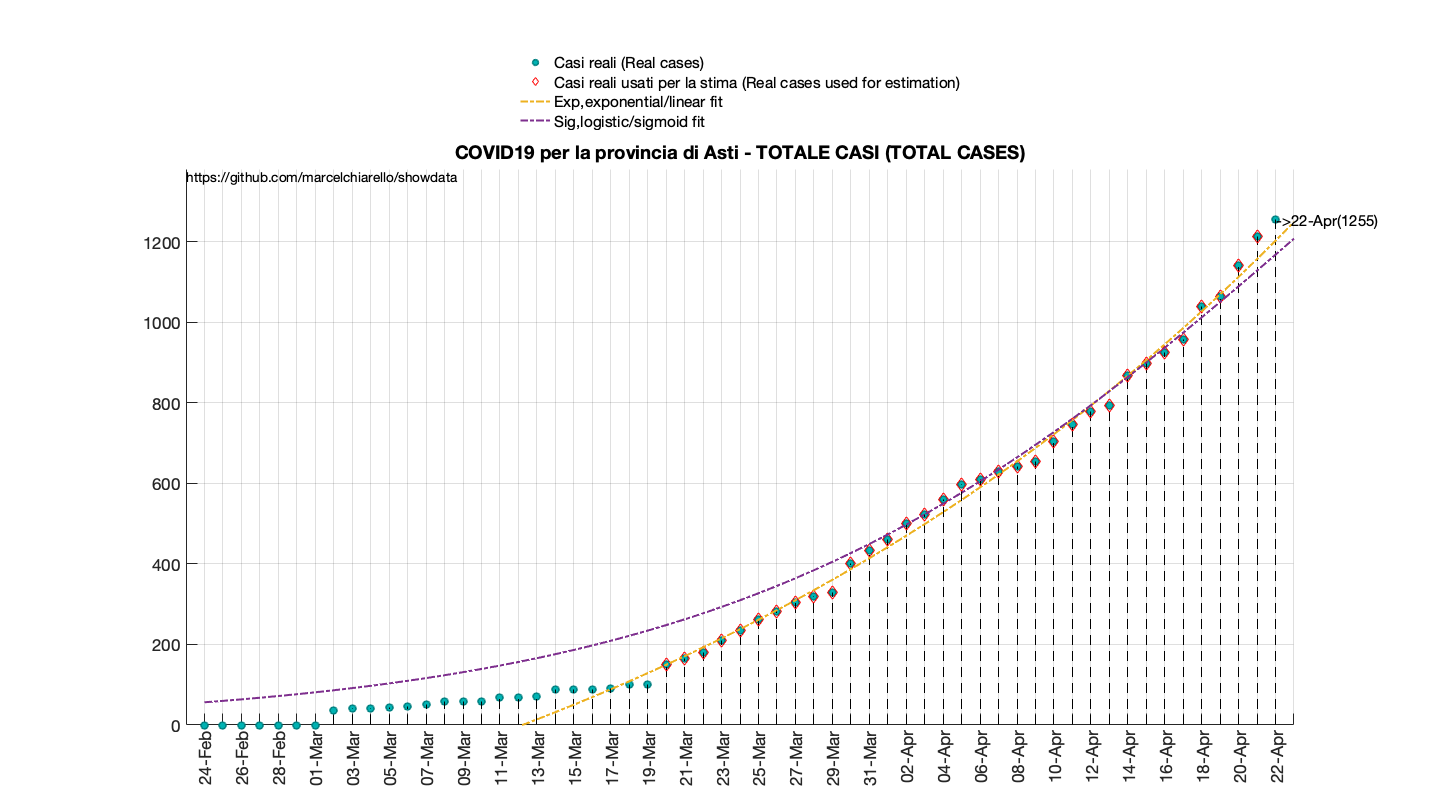 Casi reali (Real cases)
Casi reali usati per la stima (Real cases used for estimation)
Exp,exponential/linear fit
Sig,logistic/sigmoid fit
COVID19 per la provincia di Asti - TOTALE CASI (TOTAL CASES)
https://github.com/marcelchiarello/showdata
->22-Apr(1255)
1200
1000
800
600
400
200
0
24-Feb
26-Feb
28-Feb
01-Mar
03-Mar
05-Mar
07-Mar
09-Mar
11-Mar
13-Mar
15-Mar
17-Mar
19-Mar
21-Mar
23-Mar
25-Mar
27-Mar
29-Mar
31-Mar
02-Apr
04-Apr
06-Apr
08-Apr
10-Apr
12-Apr
14-Apr
16-Apr
18-Apr
20-Apr
22-Apr